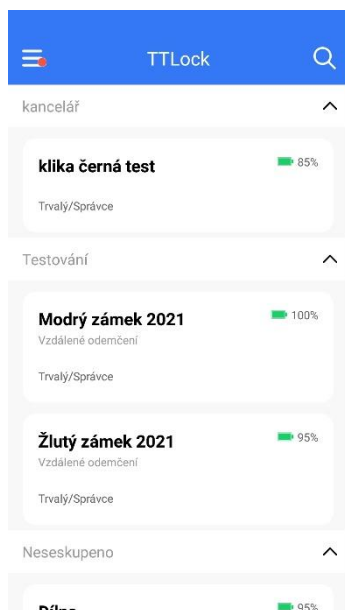 TTLock
kancelář
klika černá test
85%
Trvalý/Správce
Testování
Modrý zámek 2021
100%
Vzdálené odemčení
Trvalý/Správce
Žlutý zámek 2021
95%
Vzdálené odemčení
Trvalý/Správce
Neseskupeno
Dílna
95%